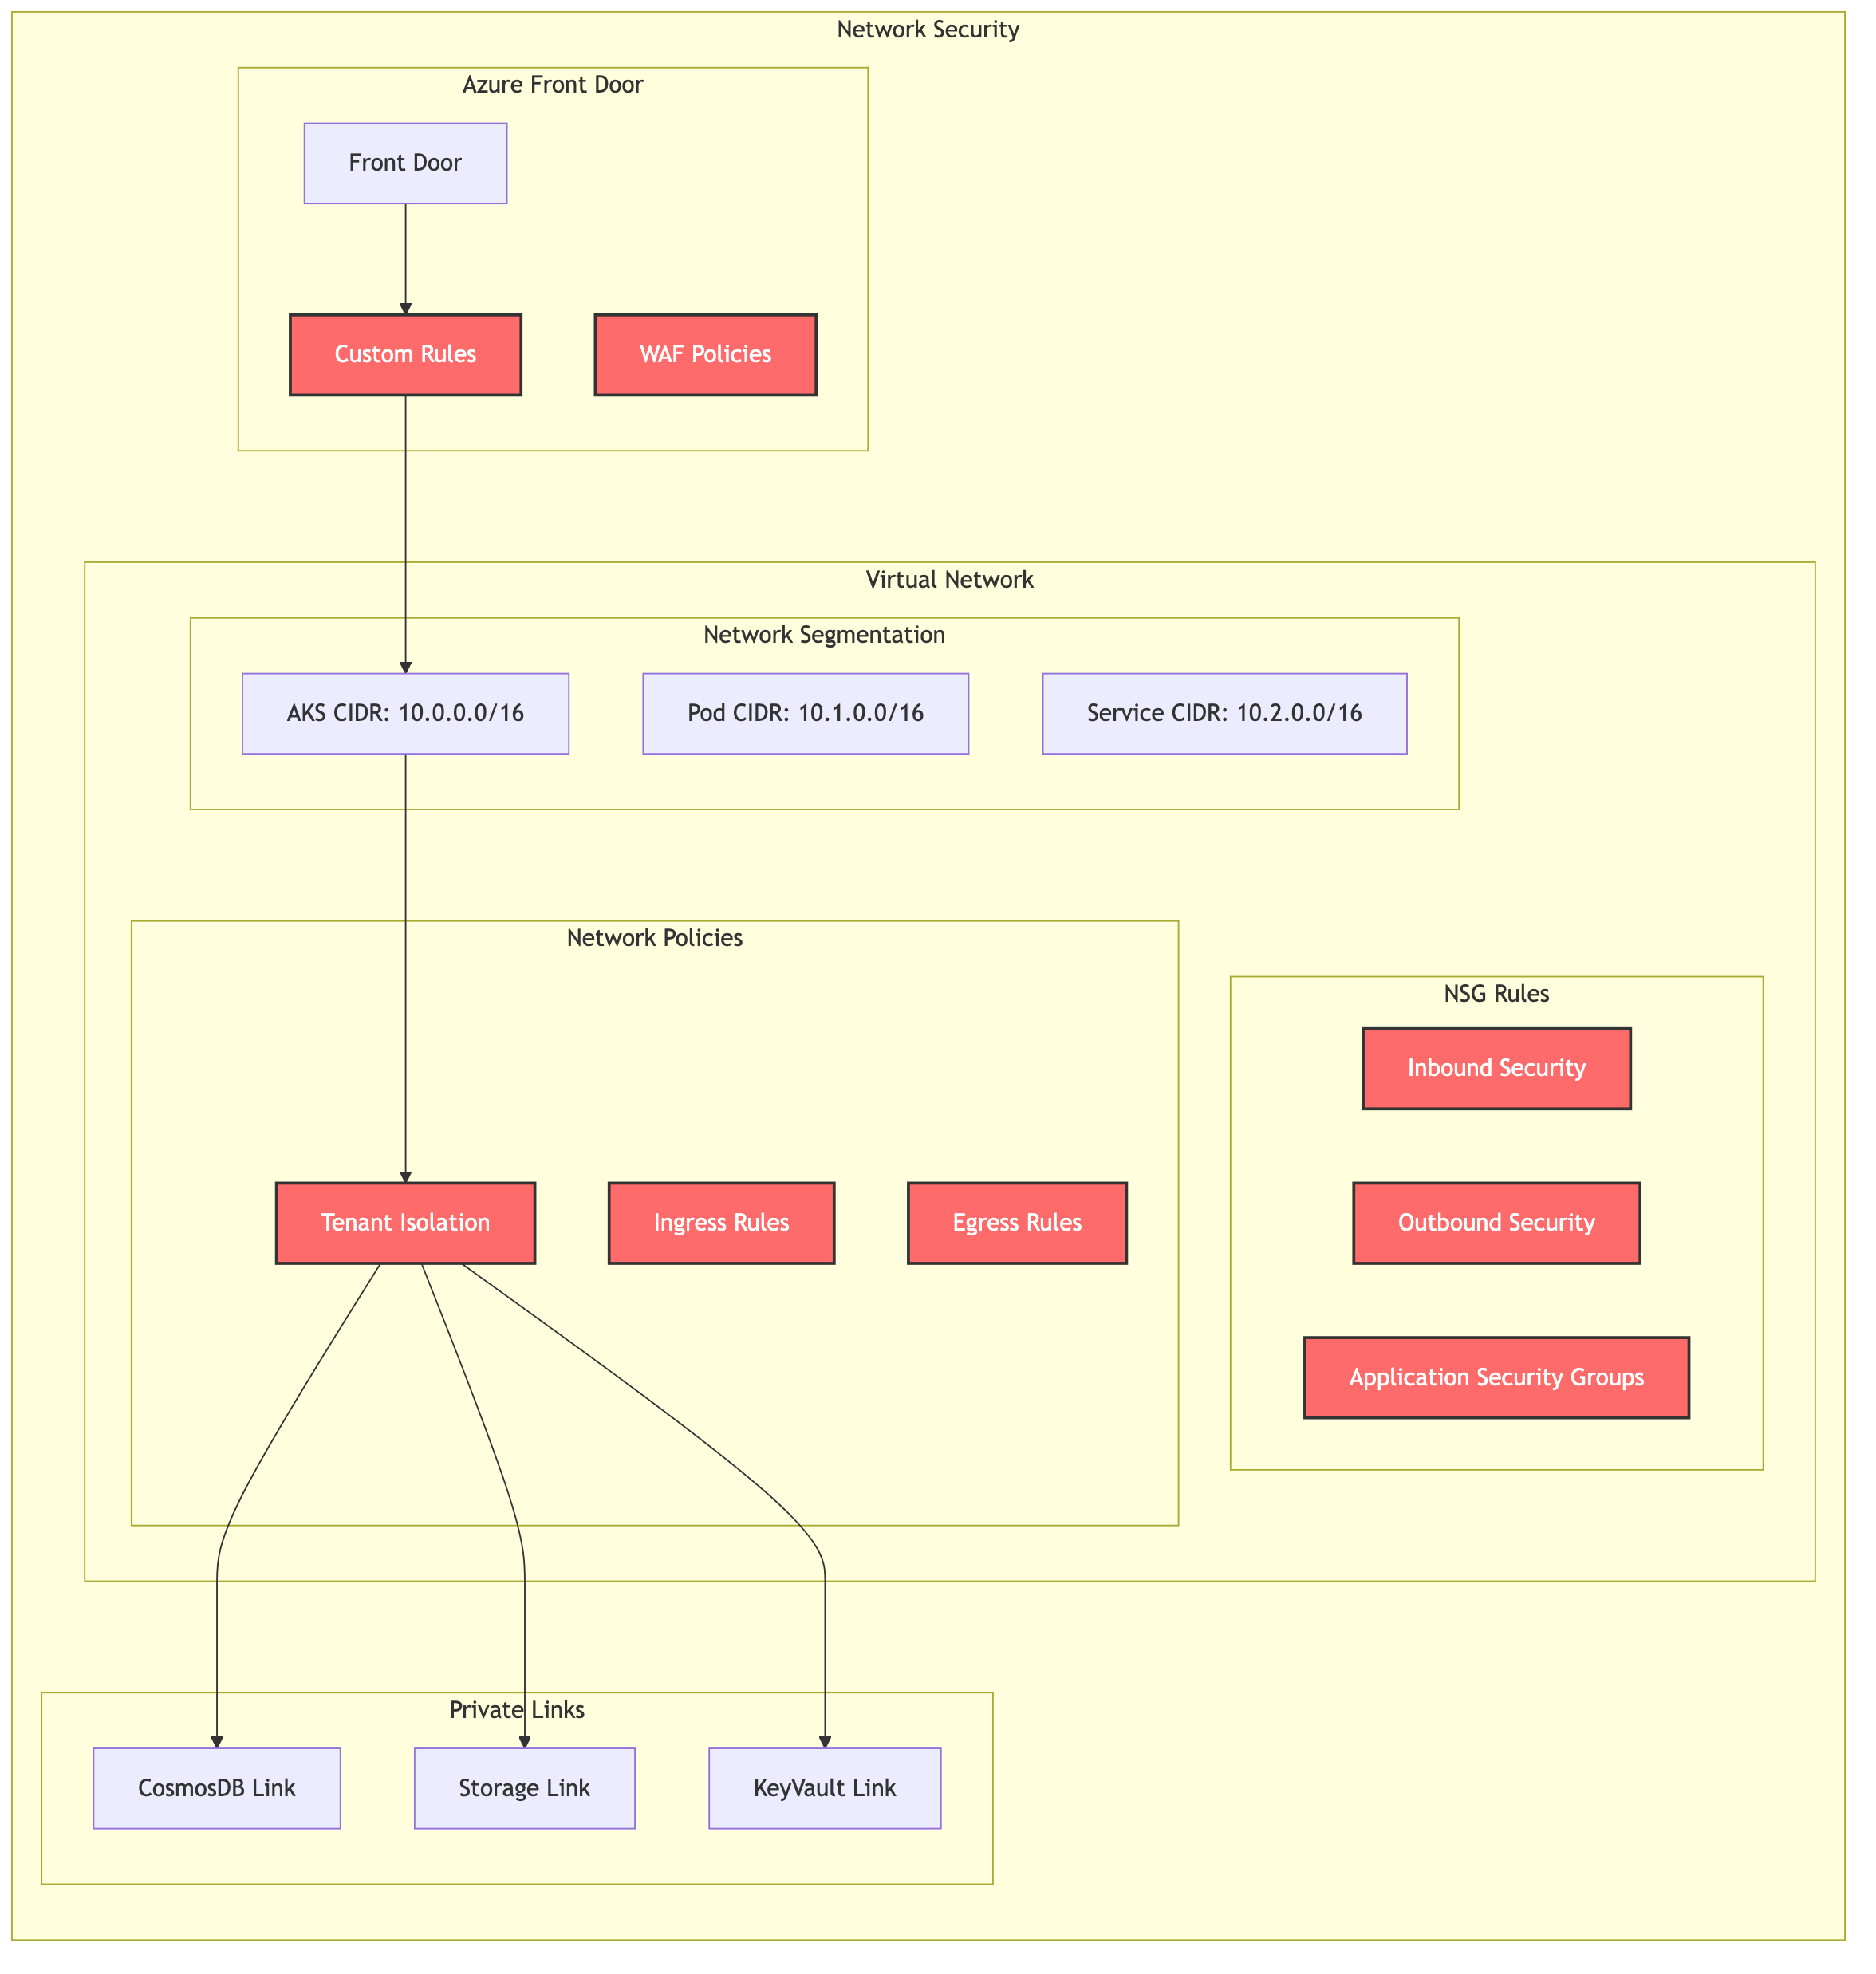 Network Security
Azure Front Door
Front Door
Custom Rules
WAF Policies
Virtual Network
Network Segmentation
AKS CIDR: 10.0.0.0/16
Pod CIDR: 10.1.0.0/16
Service CIDR: 10.2.0.0/16
Network Policies
Tenant Isolation
Ingress Rules
Egress Rules
NSG Rules
Inbound Security
Outbound Security
Application Security Groups
Private Links
CosmosDB Link
Storage Link
KeyVault Link